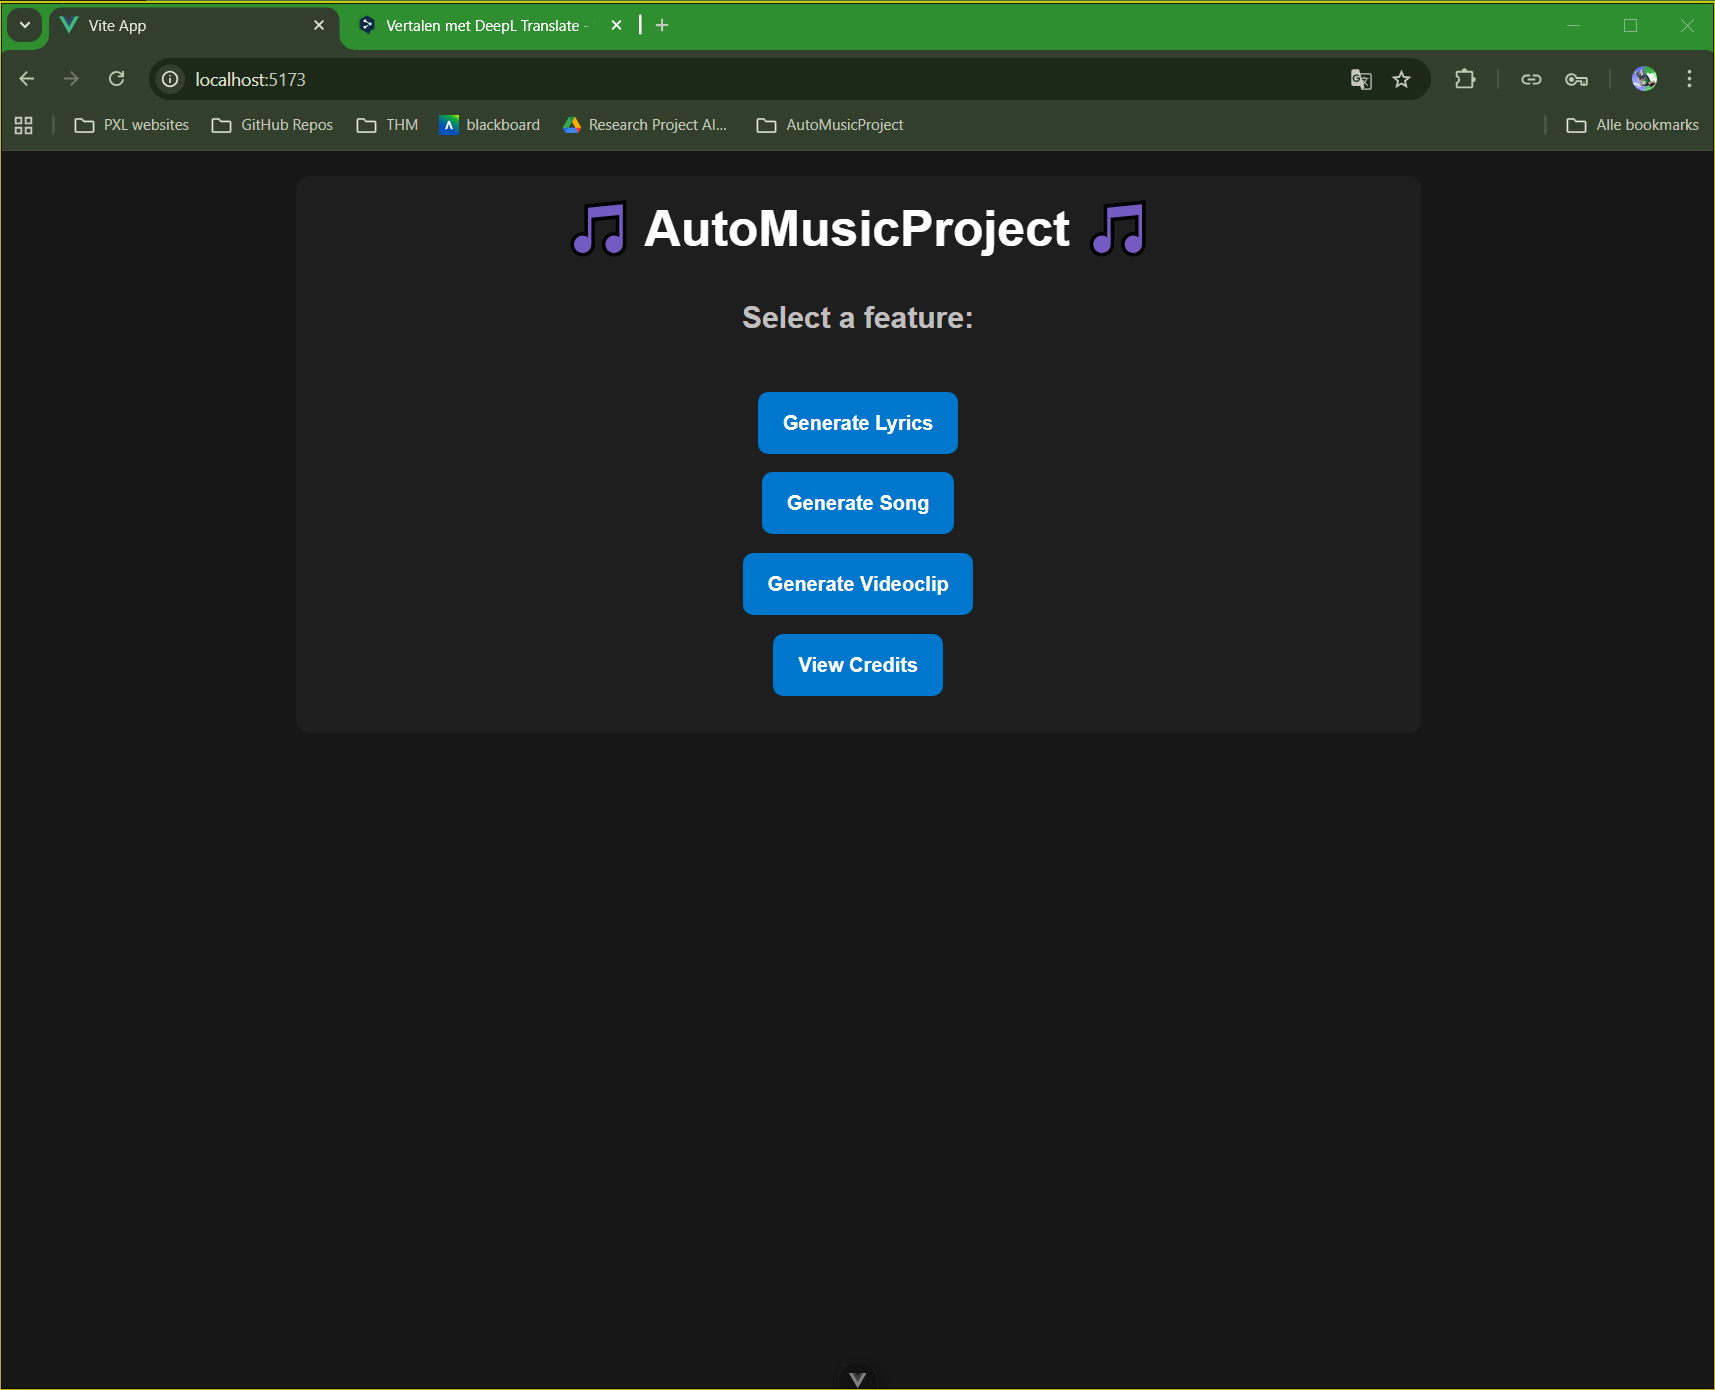 Vite App
Vertalen met DeepL Translate -
localhost:5173
PXL websites
GitHub Repos
THM
blackboard
Research Project AI...
AutoMusicProject
Alle bookmarks
AutoMusicProject
Select a feature:
Generate Lyrics
Generate Song
Generate Videoclip
View Credits